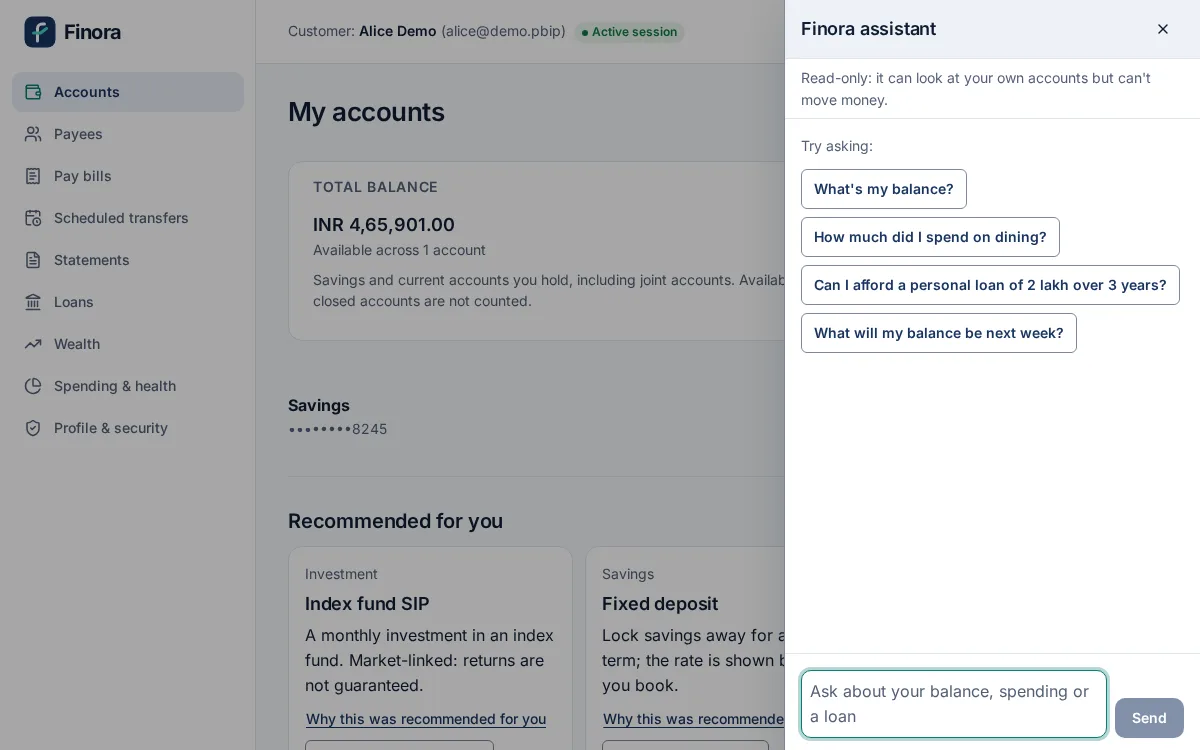 Finora
Accounts
Payees
Pay bills
Scheduled transfers
Statements
Loans
Wealth
Spending & health
Profile & security
Customer: Alice Demo (alice@demo.pbip)
Active session
My accounts
TOTAL BALANCE
INR 4,65,901.00
Available across 1 account
Savings and current accounts you hold, including joint accounts.
closed accounts are not counted.
Savings
••••••••8245
Recommended for you
Investment
Index fund SIP
A monthly investment in an index
fund. Market-linked: returns are
not guaranteed.
Why this was recommended for you
Savings
Fixed deposit
Lock savings away for a
term; the rate is shown
you book.
Why this was recommended
Finora assistant
Read-only: it can look at your own accounts but can't
move money.
Try asking:
What's my balance?
How much did I spend on dining?
Can I afford a personal loan of 2 lakh over 3 years?
What will my balance be next week?
Ask about your balance, spending or
a loan
Send